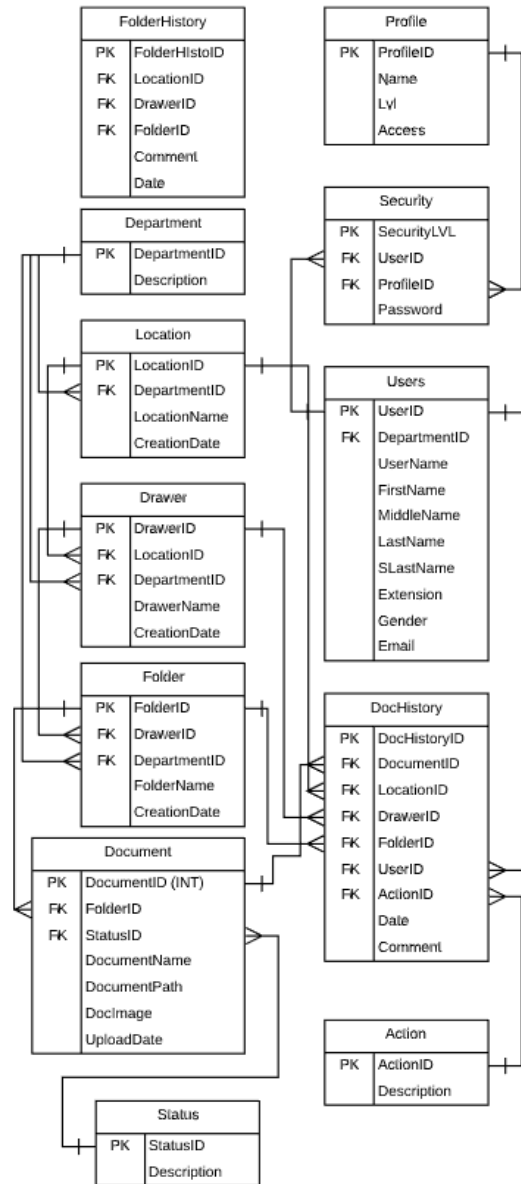 FolderHistory
PK FolderHIstoID
FK LocationID
FK DrawerID
FK FolderID
Comment
Date
Department
PK DepartmentID
Description
Location
PK LocationID
FK DepartmentID
LocationName
CreationDate
Drawer
PK DrawerID
FK LocationID
FK DepartmentID
DrawerName
CreationDate
Folder
PK FolderID
FK DrawerID
FK DepartmentID
FolderName
CreationDate
Document
PK DocumentID (INT)
FK FolderID
FK StatusID
DocumentName
DocumentPath
DocImage
UploadDate
Status
PK StatusID
Description
Profile
PK ProfileID
Name
Lvl
Access
Security
PK SecurityLVL
FK UserID
FK ProfileID
Password
Users
PK UserID
FK DepartmentID
UserName
FirstName
MiddleName
LastName
SLastName
Extension
Gender
Email
DocHistory
PK DocHistoryID
FK DocumentID
FK LocationID
FK DrawerID
FK FolderID
FK UserID
FK ActionID
Date
Comment
Action
PK ActionID
Description